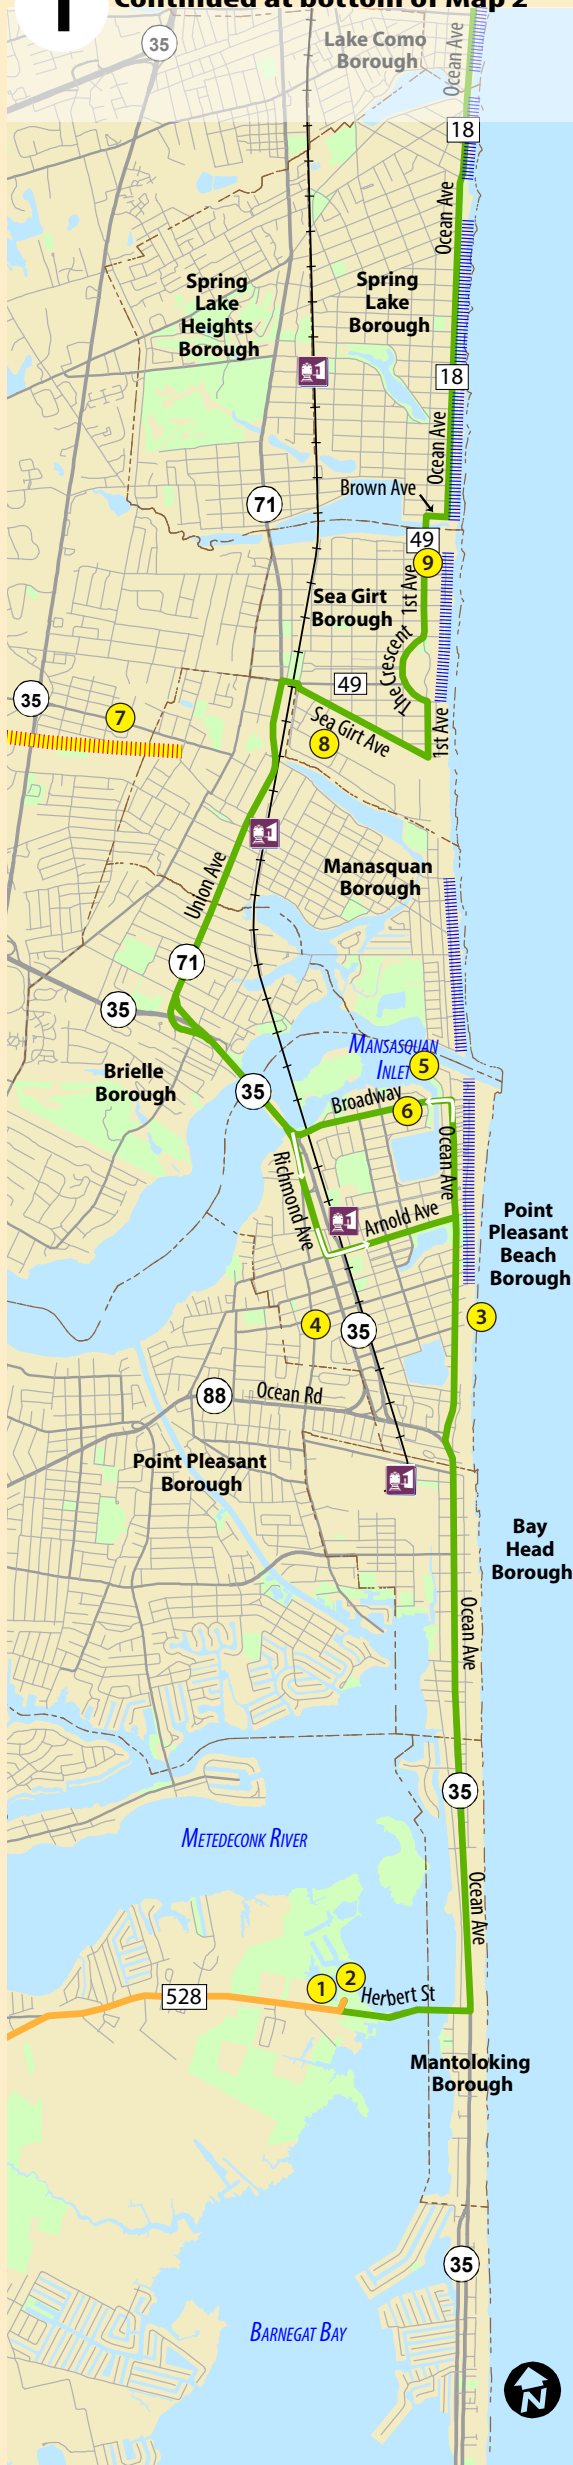 1
Continued at bottom of Map 2
35
Lake Como
Borough
Ocean Ave
18
Ocean Ave
Spring
Lake
Heights
Borough
Spring
Lake
Borough
18
Ocean Ave
Brown Ave
71
49
9
1st Ave
Sea Girt
Borough
The Crescent
49
35
7
Sea Girt Ave
8
1st Ave
Manasquan
Borough
Union Ave
71
35
Mansasquan
Inlet
5
Brielle
Borough
35
Broadway
6
Ocean Ave
Richmond Ave
Arnold Ave
Point
Pleasant
Beach
Borough
3
4
35
88
Ocean Rd
Point Pleasant
Borough
Bay
Head
Borough
Ocean Ave
35
Metedeconk River
Ocean Ave
1
2
528
Herbert St
Mantoloking
Borough
35
Barnegat Bay
N